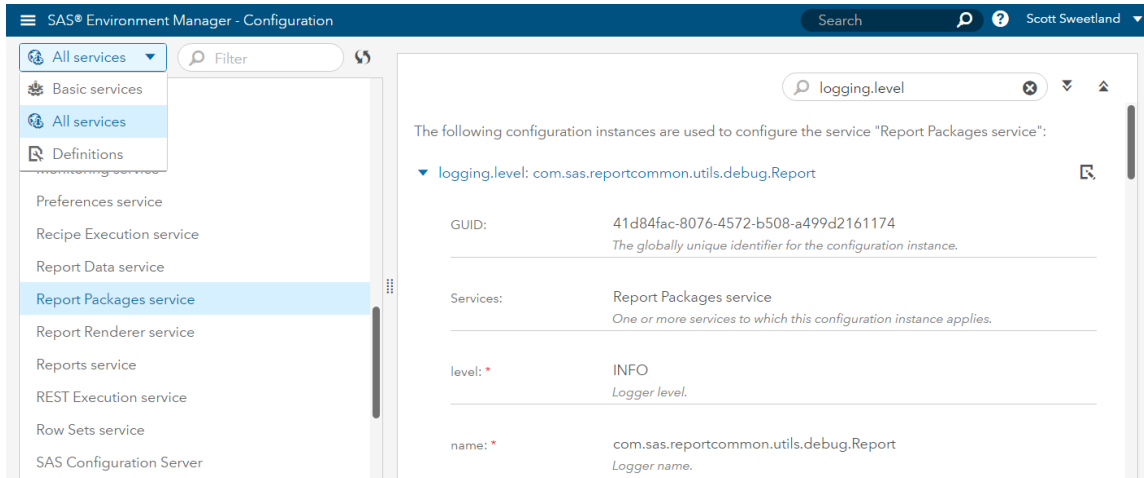 SAS® Environment Manager - Configuration
Search
Scott Sweetland
All services
Filter
Basic services
All services
Definitions
Monitoring service
Preferences service
Recipe Execution service
Report Data service
Report Packages service
Report Renderer service
Reports service
REST Execution service
Row Sets service
SAS Configuration Server
logging.level
The following configuration instances are used to configure the service "Report Packages service":
logging.level: com.sas.reportcommon.utils.debug.Report
GUID:
41d84fac-8076-4572-b508-a499d2161174
The globally unique identifier for the configuration instance.
Services:
Report Packages service
One or more services to which this configuration instance applies.
level: *
INFO
Logger level.
name: *
com.sas.reportcommon.utils.debug.Report
Logger name.